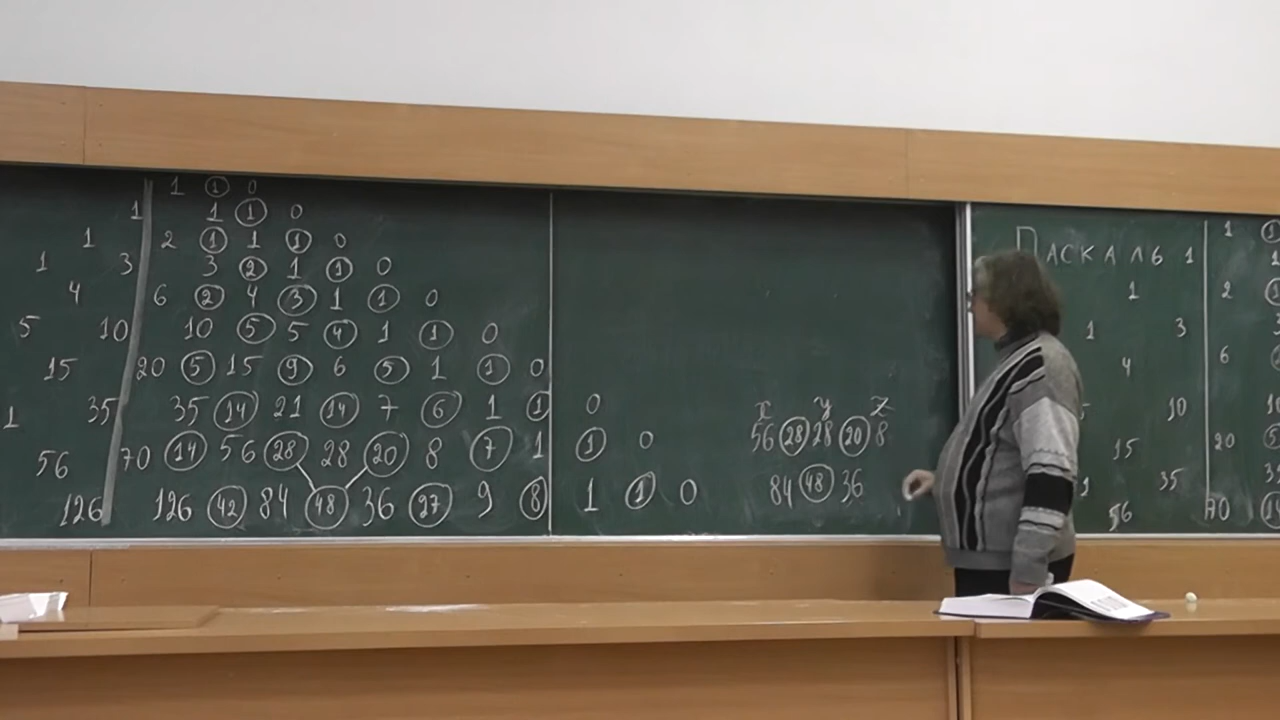 1 1 0
1 1 1 0
1 2 1 1 1 0
1 3 3 2 1 1 0
4 6 2 4 3 1 1 0
5 10 10 5 5 4 1 1 0
15 20 5 15 9 6 5 1 1 0
1 35 35 14 21 14 7 6 1 1 0
56 70 14 56 28 28 20 8 7 1 1 0
126 126 42 84 48 36 27 9 8 1 1 0
x y z
56 28 28 20 8
84 48 36
ПАСКАЛЬ 1 1
1 2
1 3
4 6
10
15 20
1 35
56 70